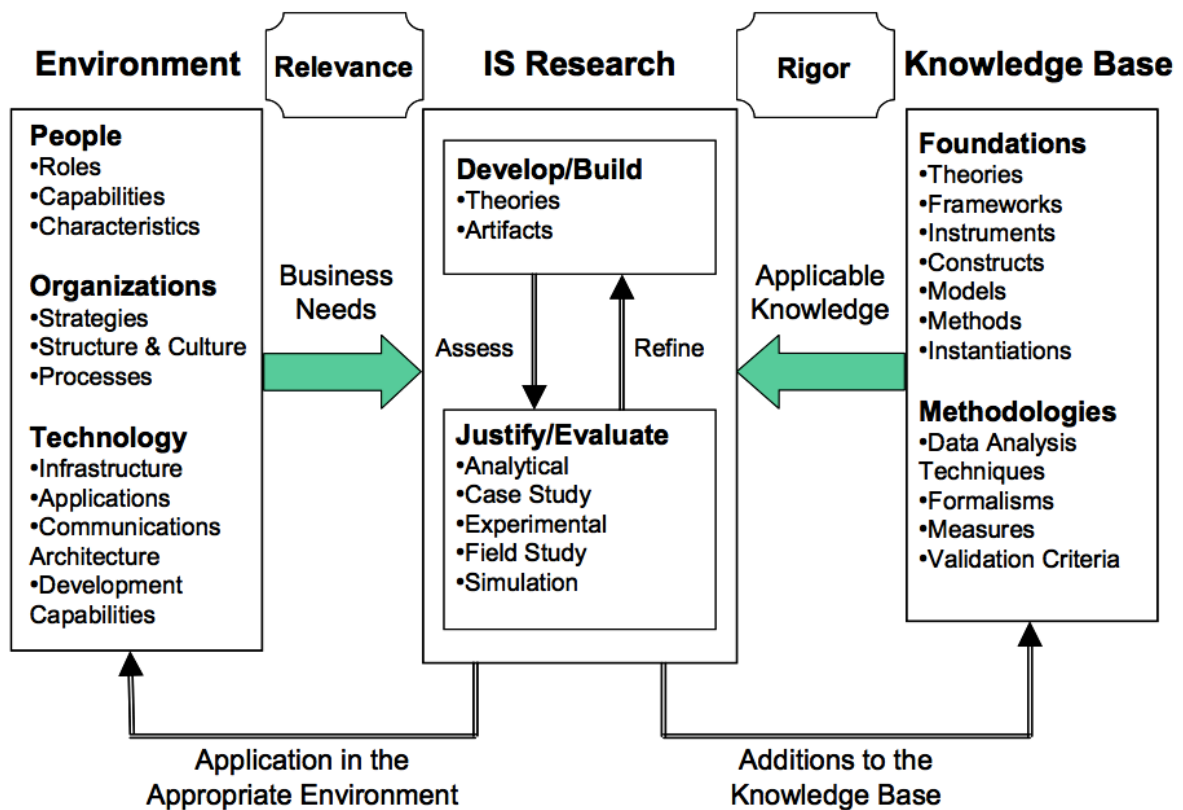 Environment
Relevance
IS Research
Rigor
Knowledge Base
People
•Roles
•Capabilities
•Characteristics
Organizations
•Strategies
•Structure & Culture
•Processes
Technology
•Infrastructure
•Applications
•Communications
Architecture
•Development
Capabilities
Business
Needs
Develop/Build
•Theories
•Artifacts
Assess
Refine
Justify/Evaluate
•Analytical
•Case Study
•Experimental
•Field Study
•Simulation
Applicable
Knowledge
Foundations
•Theories
•Frameworks
•Instruments
•Constructs
•Models
•Methods
•Instantiations
Methodologies
•Data Analysis
Techniques
•Formalisms
•Measures
•Validation Criteria
Application in the
Appropriate Environment
Additions to the
Knowledge Base